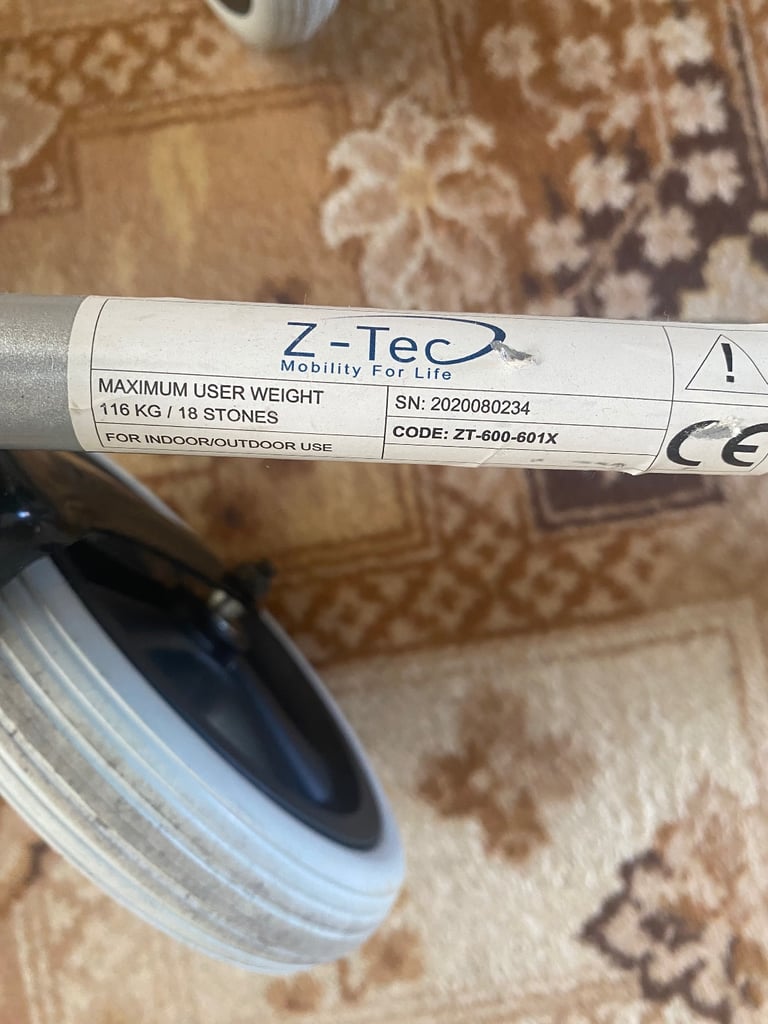 Z-Tec
Mobility For Life
MAXIMUM USER WEIGHT
116 KG / 18 STONES
FOR INDOOR/OUTDOOR USE
SN: 2020080234
CODE: ZT-600-601X
!
CE